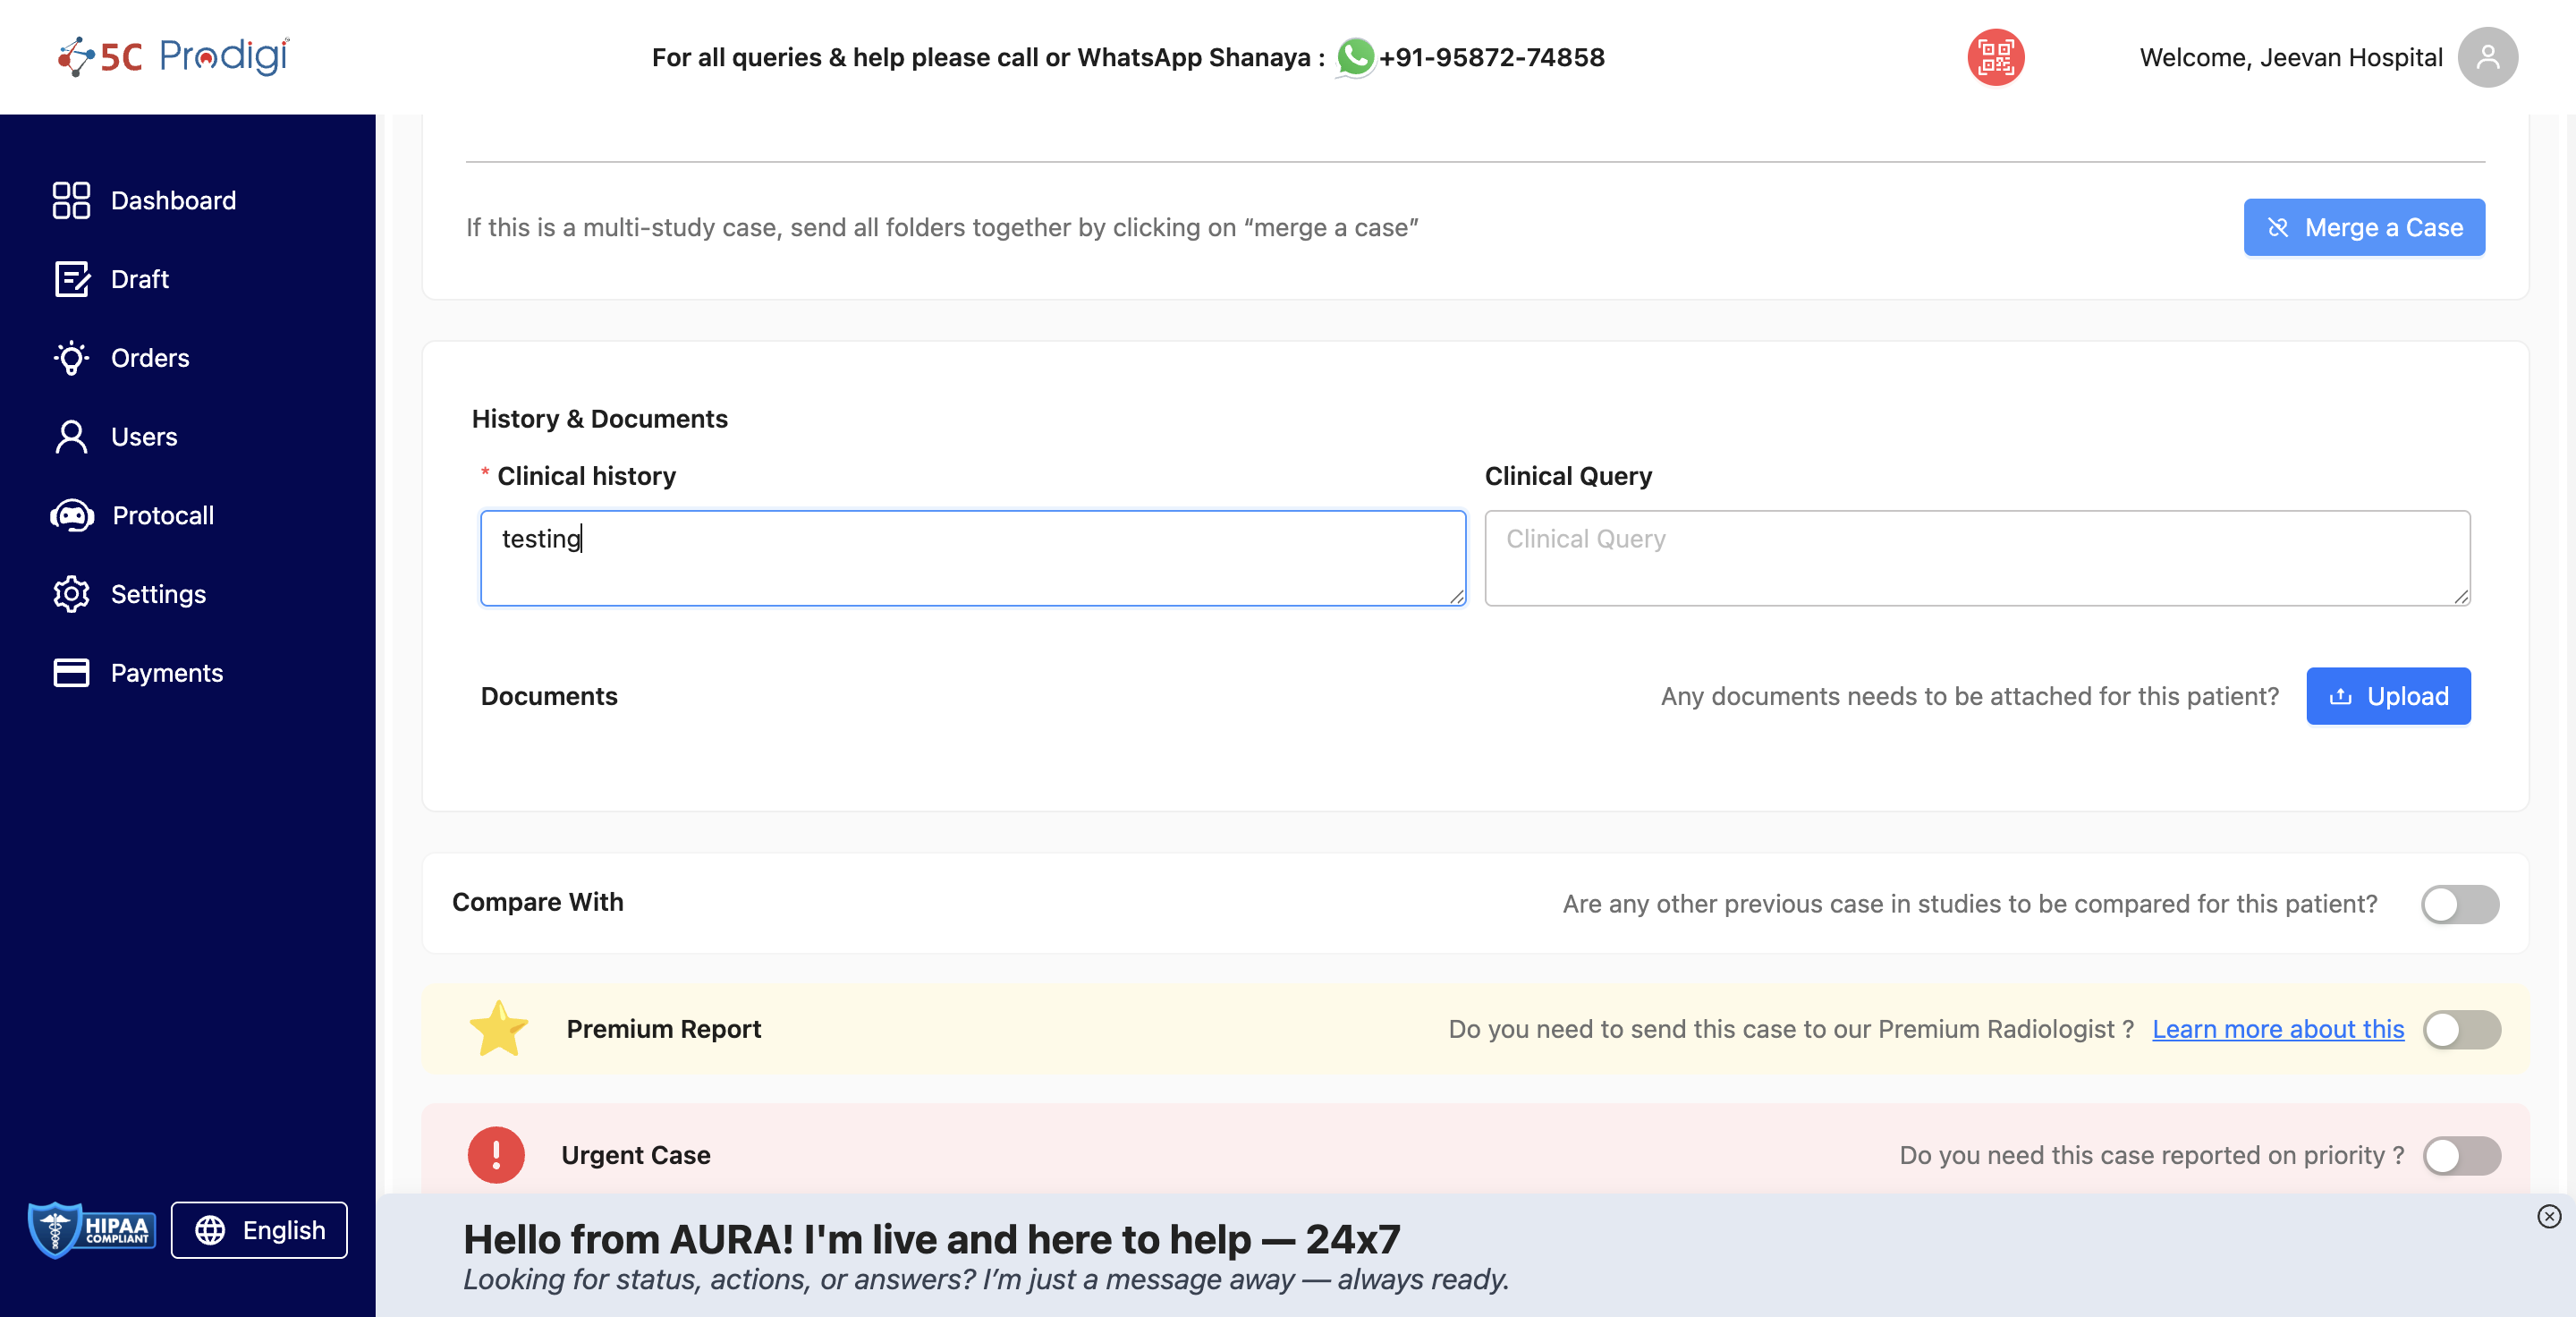 5C Prodigi
For all queries & help please call or WhatsApp Shanaya : +91-95872-74858
Welcome, Jeevan Hospital
Dashboard
Draft
Orders
Users
Protocall
Settings
Payments
HIPAA
COMPLIANT
English
If this is a multi-study case, send all folders together by clicking on “merge a case”
Merge a Case
History & Documents
* Clinical history
Clinical Query
testing
Clinical Query
Documents
Any documents needs to be attached for this patient?
Upload
Compare With
Are any other previous case in studies to be compared for this patient?
Premium Report
Do you need to send this case to our Premium Radiologist ? Learn more about this
Urgent Case
Do you need this case reported on priority ?
Hello from AURA! I'm live and here to help — 24x7
Looking for status, actions, or answers? I’m just a message away — always ready.